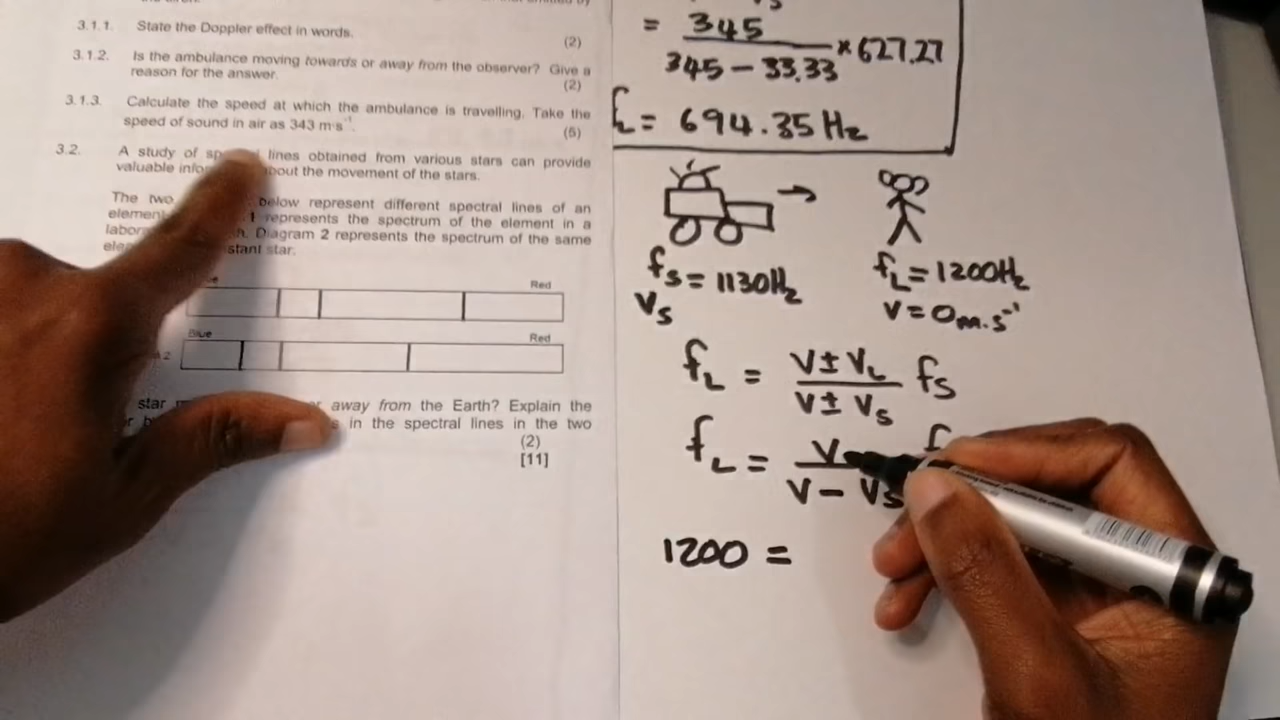 3.1.1. State the Doppler effect in words.
(2)
3.1.2. Is the ambulance moving towards or away from the observer? Give a
reason for the answer.
(2)
3.1.3. Calculate the speed at which the ambulance is travelling. Take the
speed of sound in air as 343 m·s⁻¹.
(5)
3.2. A study of lines obtained from various stars can provide
valuable about the movement of the stars.
The two below represent different spectral lines of an
element 1 represents the spectrum of the element in a
Diagram 2 represents the spectrum of the same
star.
Red
Blue Red
2
star away from the Earth? Explain the
in the spectral lines in the two
(2)
[11]
= 345 / 345 - 33.33 × 627.27
fL = 694.35 Hz
fs = 1130Hz
Vs
fL = 1200Hz
V = 0m.s⁻¹
fL = V ± VL / V ± Vs fs
fL = V / V - Vs f
1200 =